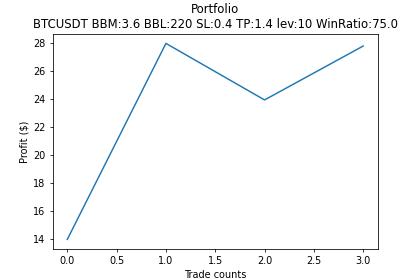 Portfolio
BTCUSDT BBM:3.6 BBL:220 SL:0.4 TP:1.4 lev:10 WinRatio:75.0
28
26
24
22
20
18
16
14
Profit ($)
0.0 0.5 1.0 1.5 2.0 2.5 3.0
Trade counts